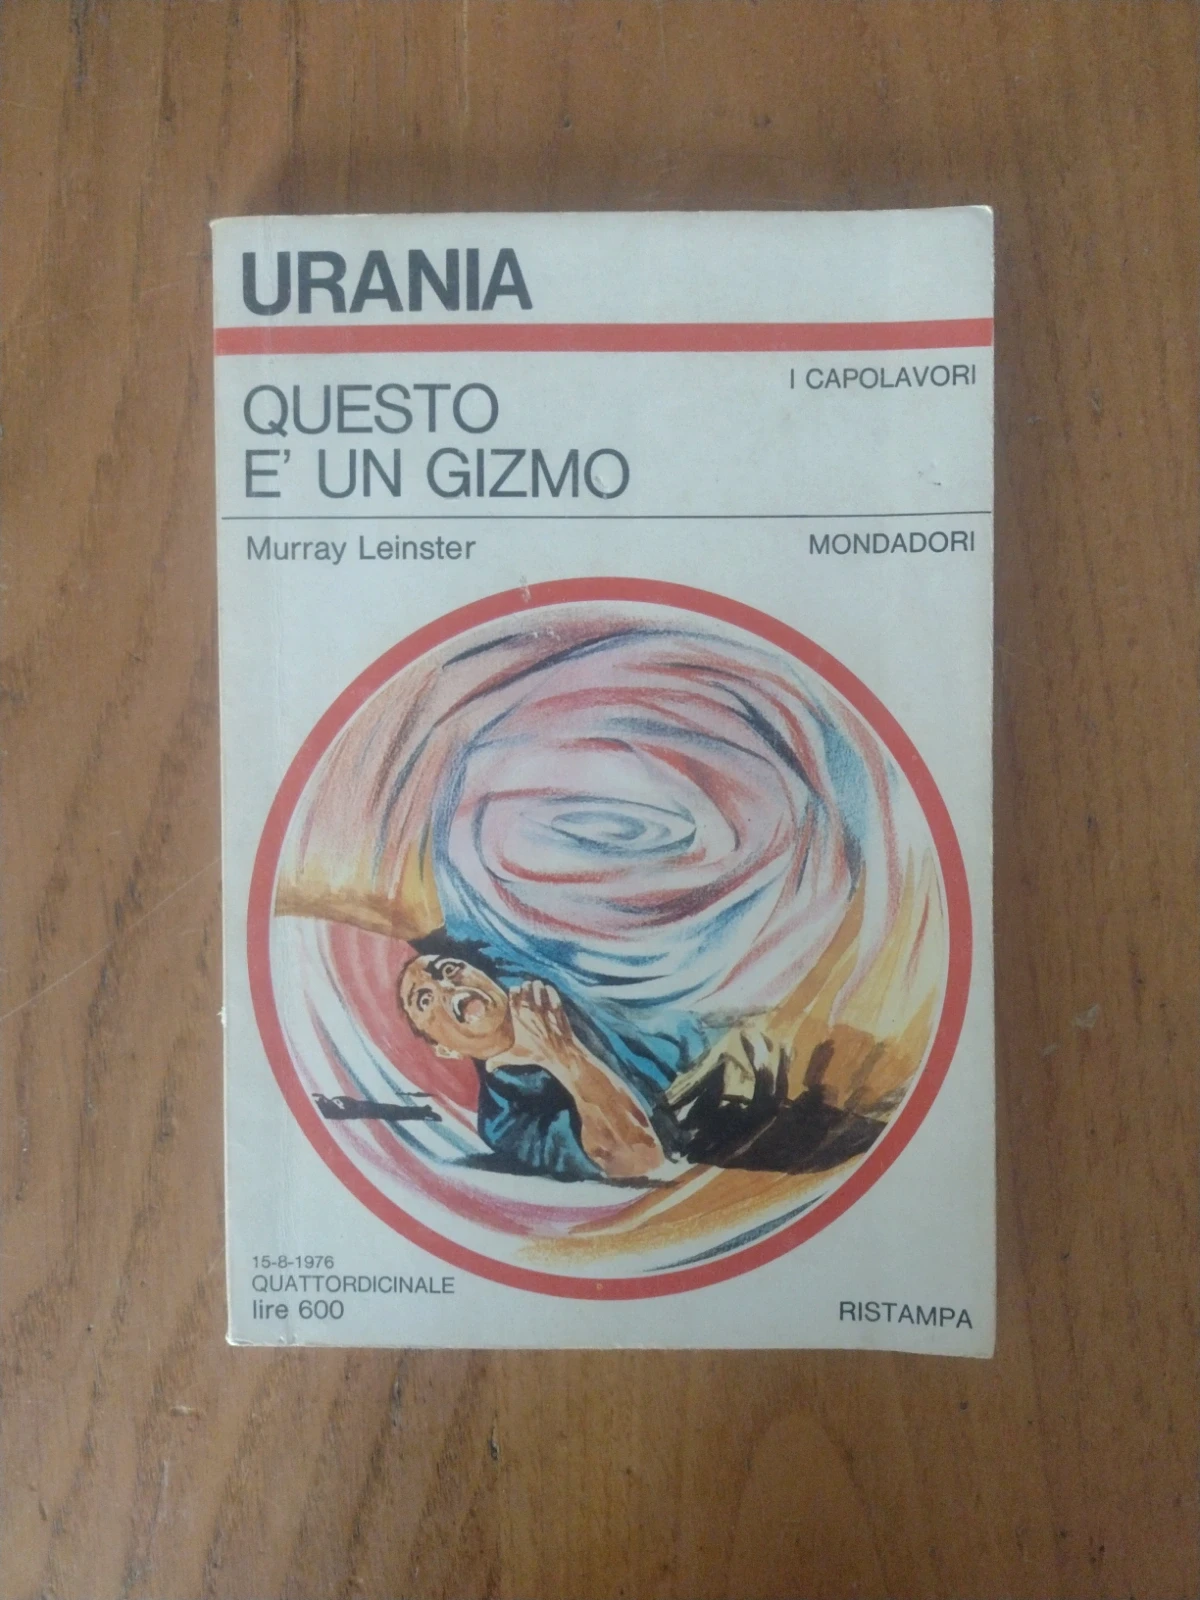 URANIA
I CAPOLAVORI
QUESTO
E' UN GIZMO
Murray Leinster
MONDADORI
15-8-1976
QUATTORDICINALE
lire 600
RISTAMPA